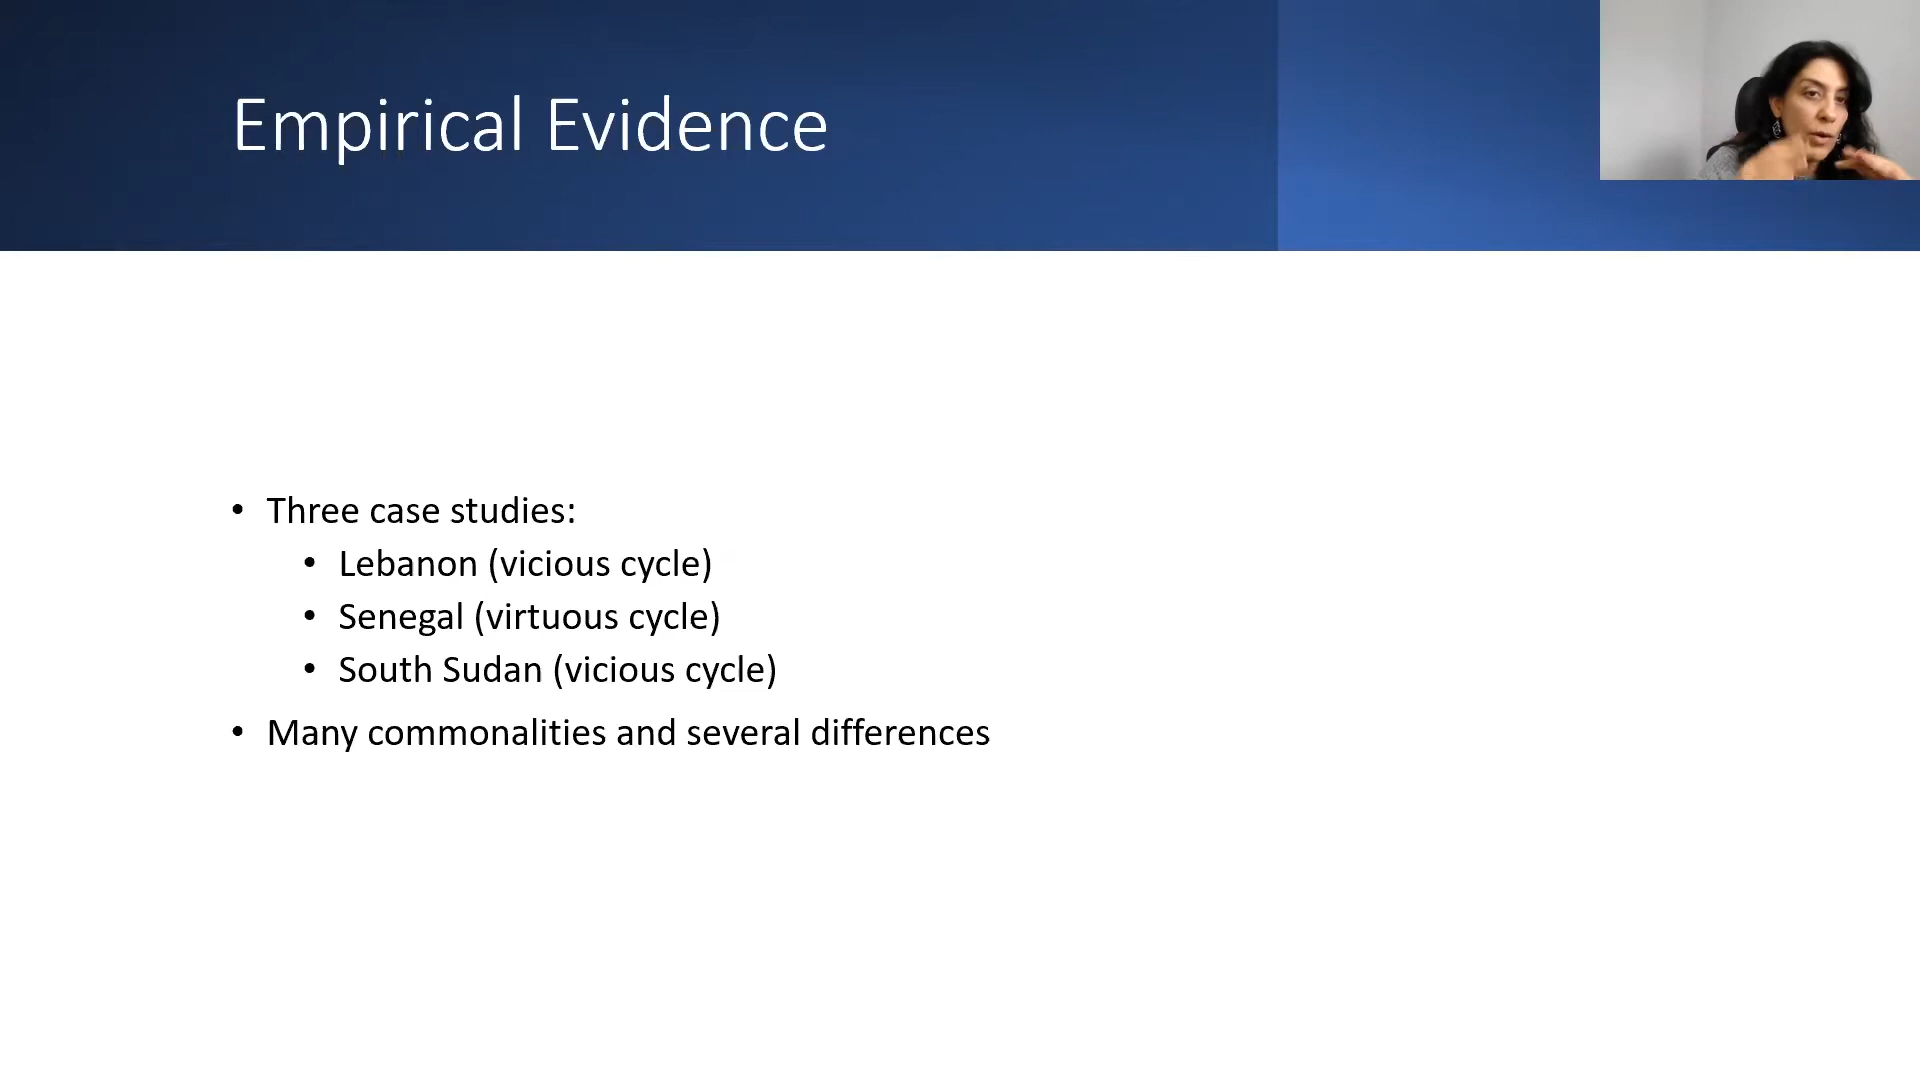 Empirical Evidence
• Three case studies:
• Lebanon (vicious cycle)
• Senegal (virtuous cycle)
• South Sudan (vicious cycle)
• Many commonalities and several differences